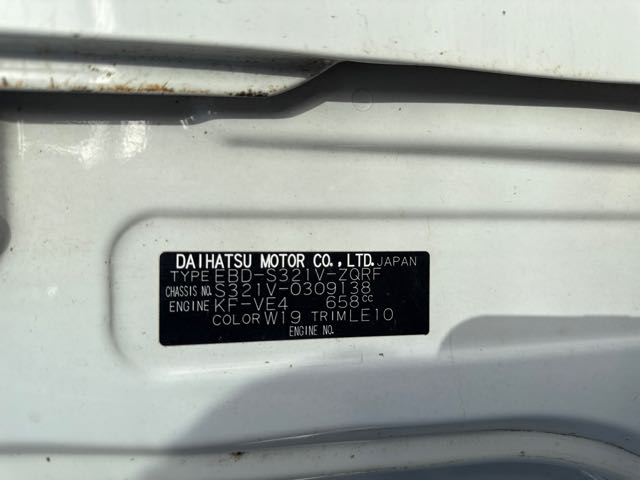 DAIHATSU MOTOR CO., LTD. JAPAN
TYPE EBD-S321V-ZQRF
CHASSIS NO. S321V-0309138
ENGINE KF-VE4 658cc
COLOR W19 TRIM LE10
ENGINE NO.